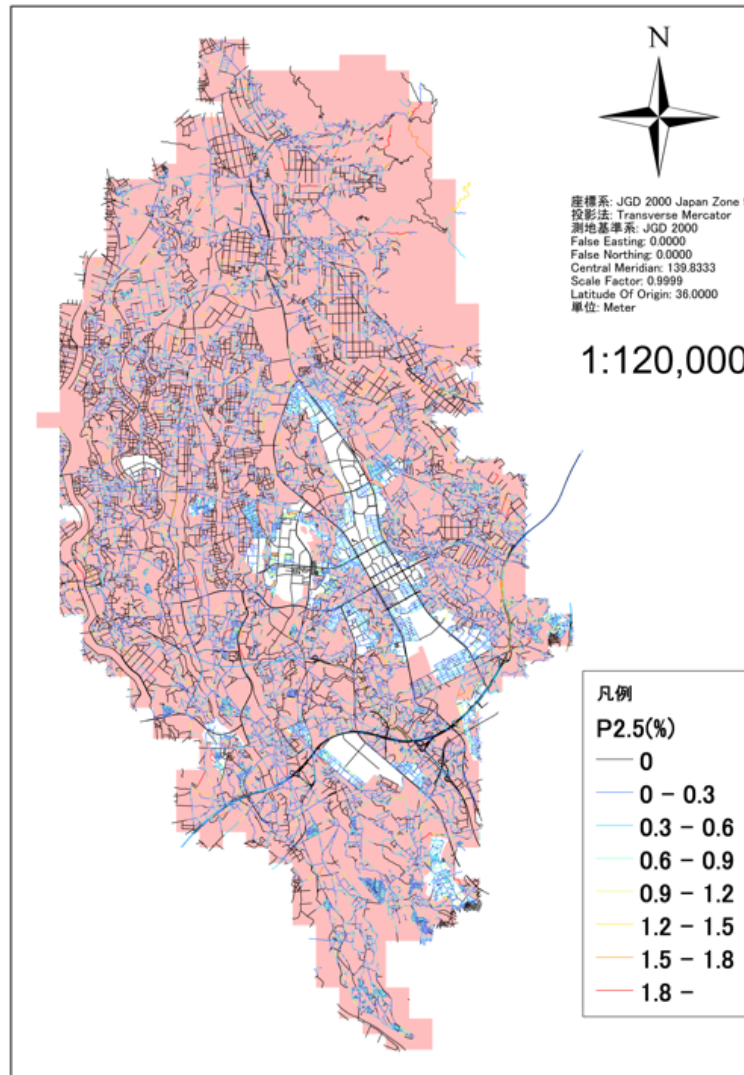 N
座標系: JGD 2000 Japan Zone
投影法: Transverse Mercator
測地基準系: JGD 2000
False Easting: 0.0000
False Northing: 0.0000
Central Meridian: 139.8333
Scale Factor: 0.9999
Latitude Of Origin: 36.0000
単位: Meter
1:120,000
凡例
P2.5(%)
0
0 - 0.3
0.3 - 0.6
0.6 - 0.9
0.9 - 1.2
1.2 - 1.5
1.5 - 1.8
1.8 -